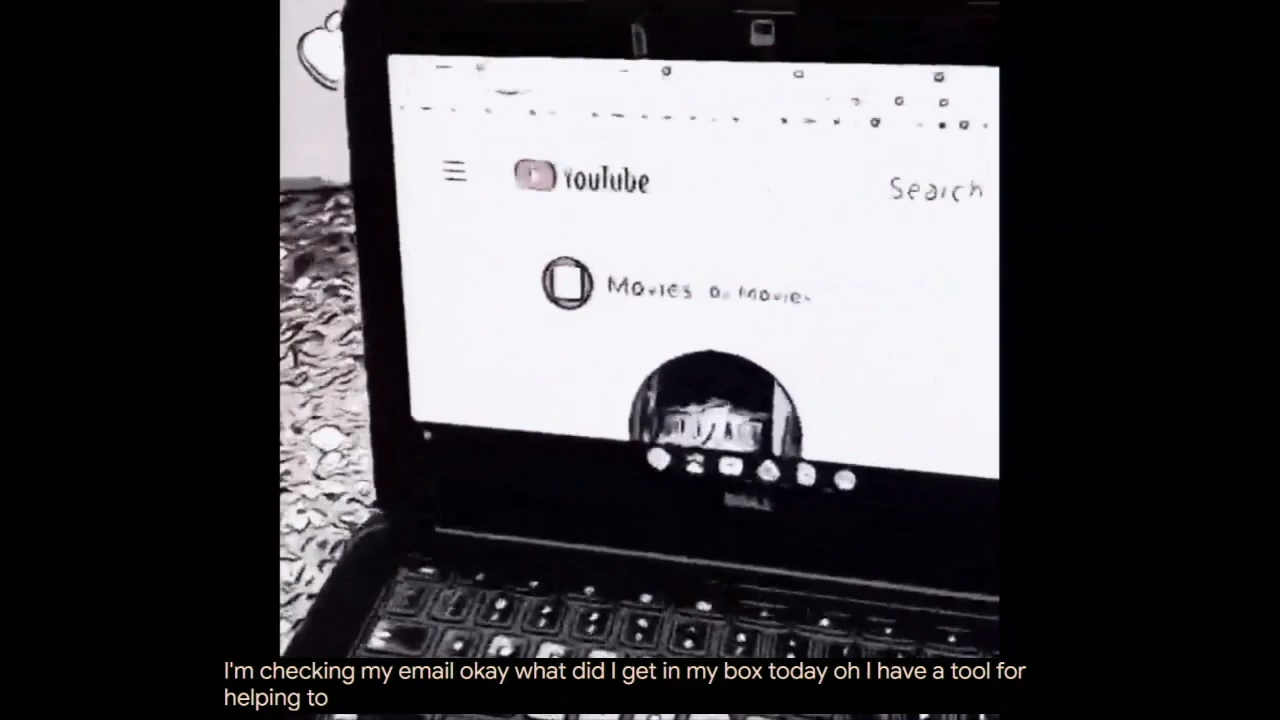 YouTube
Search
Movies
I'm checking my email okay what did I get in my box today oh I have a tool for
helping to